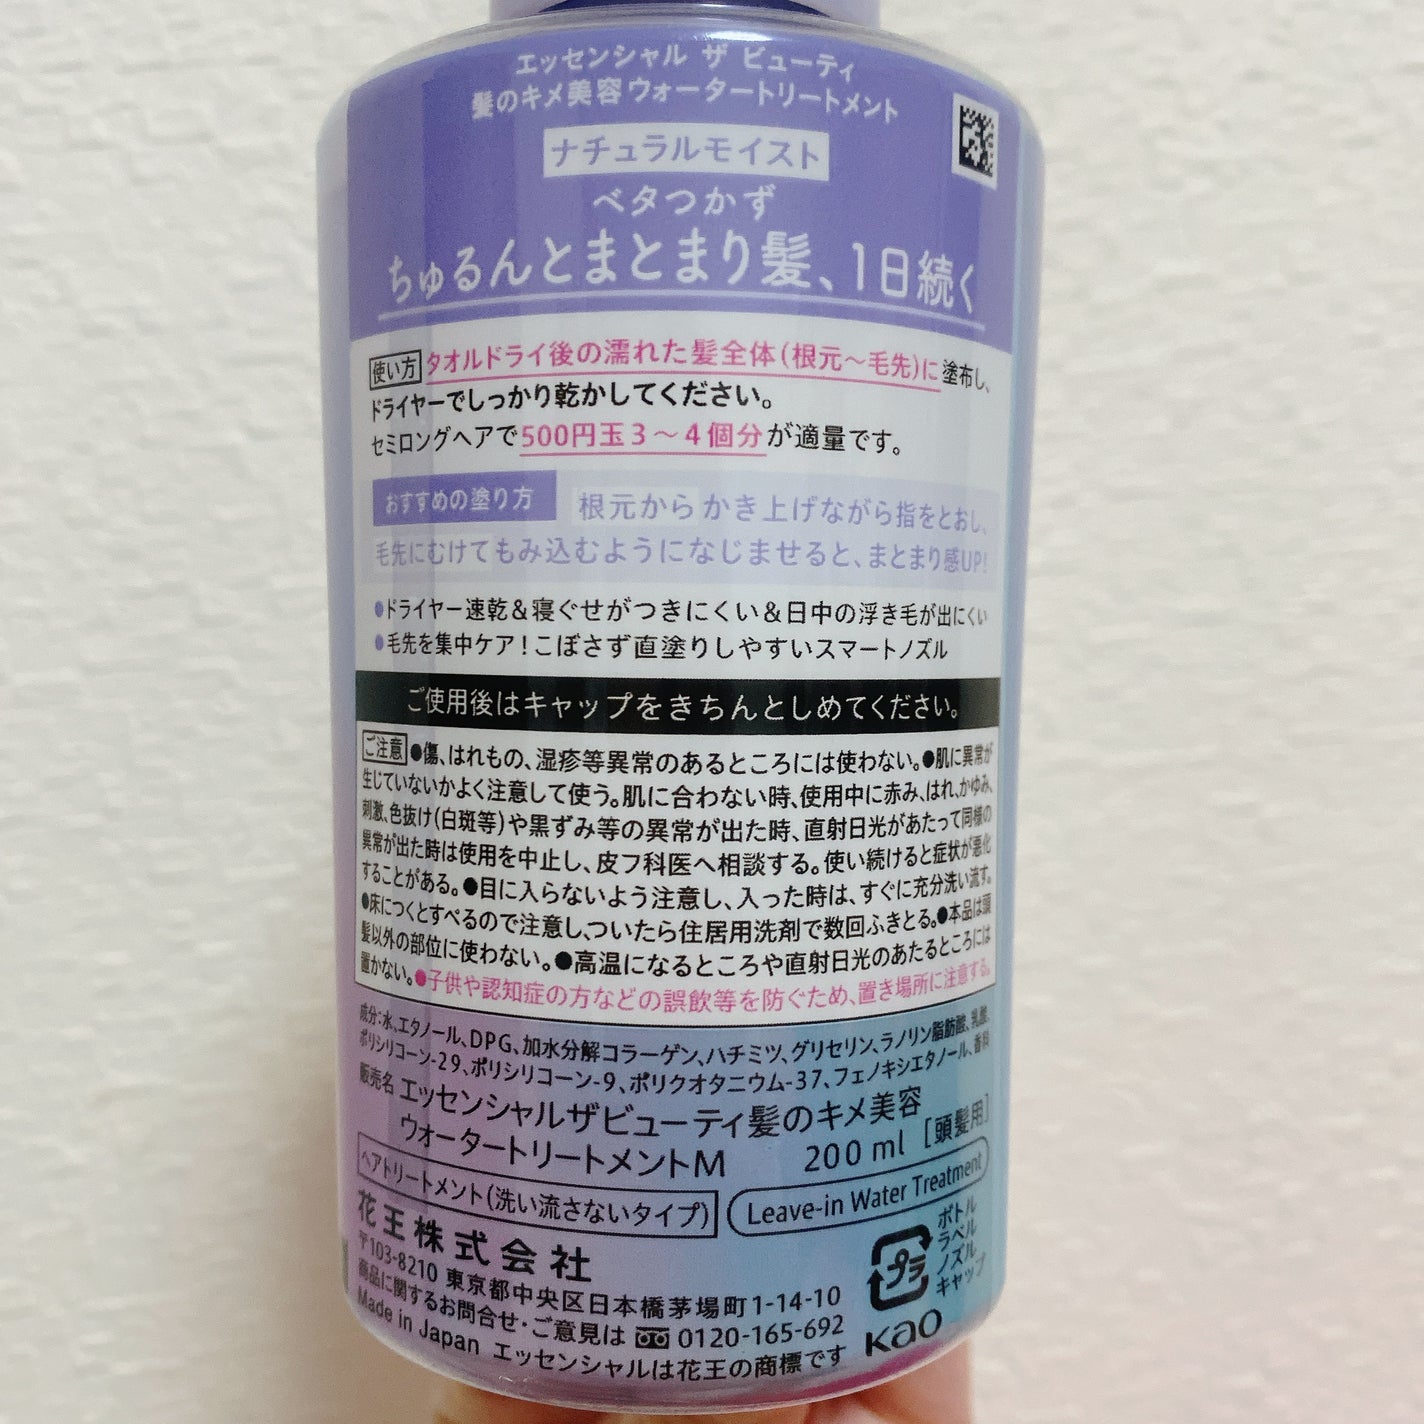 エッセンシャル ザ ビューティ
髪のキメ美容ウォータートリートメント
ナチュラルモイスト
ベタつかず
ちゅるんとまとまり髪、1日続く
使い方 タオルドライ後の濡れた髪全体(根元〜毛先)に塗布し、
ドライヤーでしっかり乾かしてください。
セミロングヘアで500円玉3〜4個分が適量です。
おすすめの塗り方 根元から かき上げながら指をとおし、
毛先にむけてもみ込むようになじませると、まとまり感UP!
●ドライヤー速乾&寝ぐせがつきにくい&日中の浮き毛が出にくい
●毛先を集中ケア!こぼさず直塗りしやすいスマートノズル
ご使用後はキャップをきちんとしめてください。
ご注意 ●傷、はれもの、湿疹等異常のあるところには使わない。●肌に異常が
生じていないかよく注意して使う。肌に合わない時、使用中に赤み、はれ、かゆみ、
刺激、色抜け(白斑等)や黒ずみ等の異常が出た時、直射日光があたって同様の
異常が出た時は使用を中止し、皮フ科医へ相談する。使い続けると症状が悪化
することがある。●目に入らないよう注意し、入った時は、すぐに充分洗い流す。
●床につくとすべるので注意し、ついたら住居用洗剤で数回ふきとる。●本品は頭
髪以外の部位に使わない。●高温になるところや直射日光のあたるところには
置かない。●子供や認知症の方などの誤飲等を防ぐため、置き場所に注意する。
成分:水、エタノール、DPG、加水分解コラーゲン、ハチミツ、グリセリン、ラノリン脂肪酸、乳酸、
ポリシリコーン-29、ポリシリコーン-9、ポリクオタニウム-37、フェノキシエタノール、香料
販売名 エッセンシャルザビューティ髪のキメ美容
ウォータートリートメントM 200 ml [頭髪用]
ヘアトリートメント(洗い流さないタイプ) Leave-in Water Treatment
花王株式会社
〒103-8210 東京都中央区日本橋茅場町1-14-10
商品に関するお問合せ・ご意見は 0120-165-692
Made in Japan エッセンシャルは花王の商標です
プラ
ボトル
ラベル
ノズル
キャップ
Kao